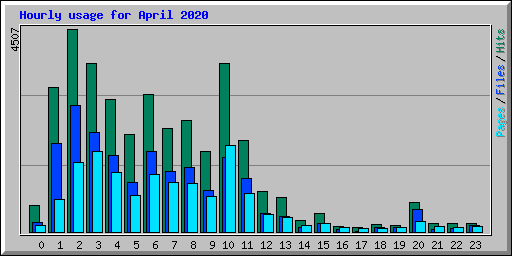 Hourly usage for April 2020
4507
Pages/Files/Hits
0 1 2 3 4 5 6 7 8 9 10 11 12 13 14 15 16 17 18 19 20 21 22 23